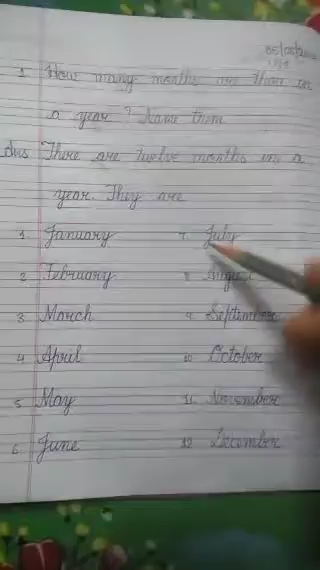 1 How many months are there in
a year? Name them
Ans There are twelve months in a
year. They are
1. January
2. February
3 March
4 April
5 May
6 June
7. July
8 August
9. September
10 October
11 November
12 December